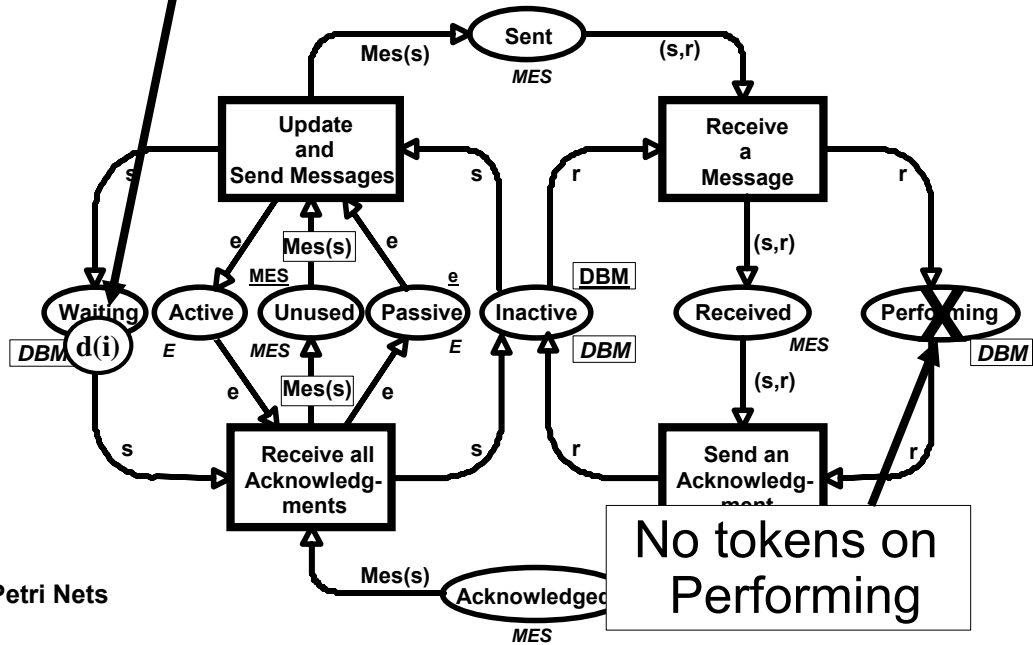 Mes(s)
Sent
MES
(s,r)
Update
and
Send Messages
Receive
a
Message
s
s
r
r
e
Mes(s)
e
(s,r)
MES
e
DBM
Waiting
Active
Unused
Passive
Inactive
Received
Performing
DBM
d(i)
E
MES
E
DBM
MES
DBM
e
Mes(s)
e
(s,r)
s
s
r
r
Receive all
Acknowledg-
ments
Send an
Acknowledg-
ment
No tokens on
Performing
Mes(s)
Petri Nets
Acknowledged
MES